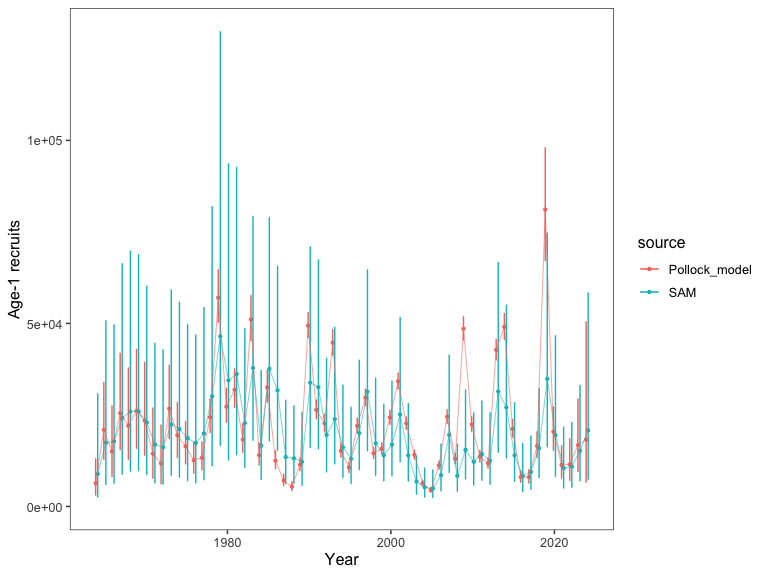 1e+05
5e+04
0e+00
Age-1 recruits
1980
2000
2020
Year
source
Pollock_model
SAM